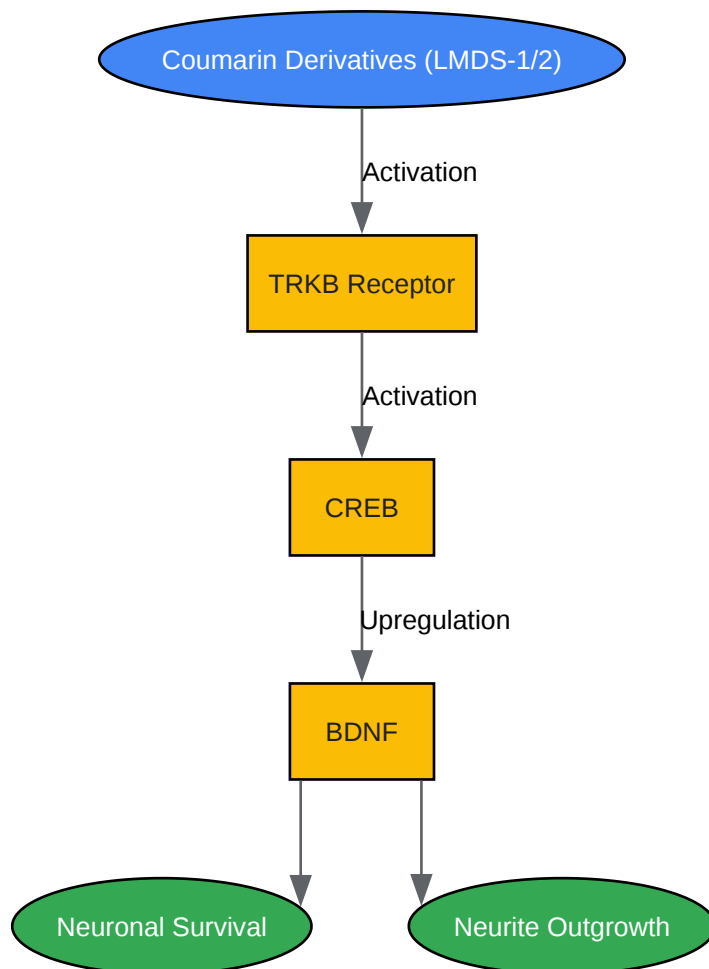 Coumarin Derivatives (LMDS-1/2)
Activation
TRKB Receptor
Activation
CREB
Upregulation
BDNF
Neuronal Survival
Neurite Outgrowth